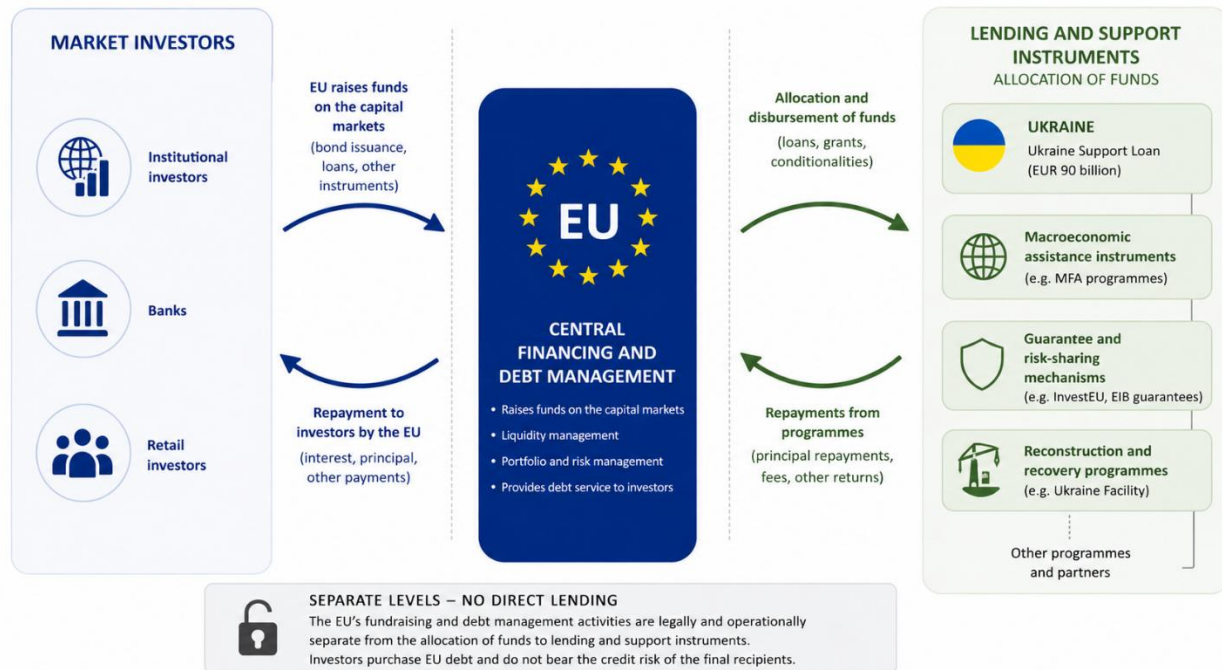 MARKET INVESTORS
Institutional
investors
Banks
Retail
investors
EU raises funds
on the capital
markets
(bond issuance,
loans, other
instruments)
Repayment to
investors by the EU
(interest, principal,
other payments)
EU
CENTRAL
FINANCING AND
DEBT MANAGEMENT
• Raises funds on the capital markets
• Liquidity management
• Portfolio and risk management
• Provides debt service to investors
Allocation and
disbursement of funds
(loans, grants,
conditionalities)
Repayments from
programmes
(principal repayments,
fees, other returns)
LENDING AND SUPPORT
INSTRUMENTS
ALLOCATION OF FUNDS
UKRAINE
Ukraine Support Loan
(EUR 90 billion)
Macroeconomic
assistance instruments
(e.g. MFA programmes)
Guarantee and
risk-sharing
mechanisms
(e.g. InvestEU, EIB guarantees)
Reconstruction and
recovery programmes
(e.g. Ukraine Facility)
Other programmes
and partners
SEPARATE LEVELS – NO DIRECT LENDING
The EU's fundraising and debt management activities are legally and operationally
separate from the allocation of funds to lending and support instruments.
Investors purchase EU debt and do not bear the credit risk of the final recipients.